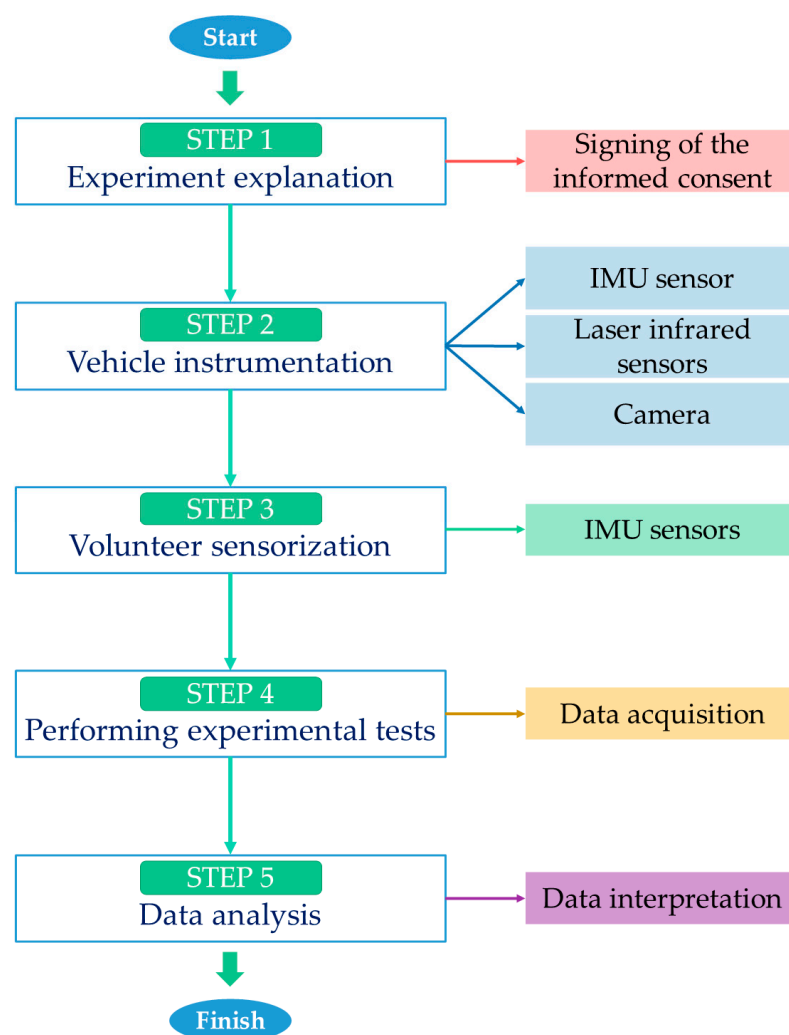 Start
STEP 1
Experiment explanation
Signing of the
informed consent
STEP 2
Vehicle instrumentation
IMU sensor
Laser infrared
sensors
Camera
STEP 3
Volunteer sensorization
IMU sensors
STEP 4
Performing experimental tests
Data acquisition
STEP 5
Data analysis
Data interpretation
Finish